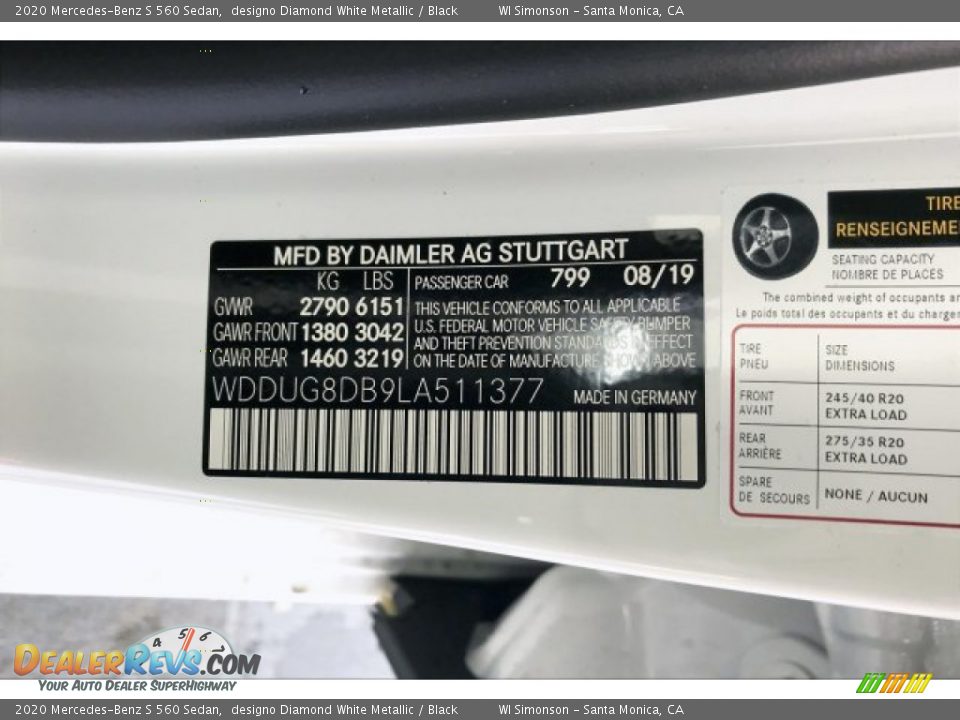 2020 Mercedes-Benz S 560 Sedan, designo Diamond White Metallic / Black WI Simonson - Santa Monica, CA
MFD BY DAIMLER AG STUTTGART
KG LBS
GVWR 2790 6151
GAWR FRONT 1380 3042
GAWR REAR 1460 3219
PASSENGER CAR 799 08/19
THIS VEHICLE CONFORMS TO ALL APPLICABLE
U.S. FEDERAL MOTOR VEHICLE SAFETY BUMPER
AND THEFT PREVENTION STANDARDS IN EFFECT
ON THE DATE OF MANUFACTURE SHOWN ABOVE
WDDUG8DB9LA511377 MADE IN GERMANY
TIRE
RENSEIGNEME
SEATING CAPACITY
NOMBRE DE PLACES
The combined weight of occupants an
Le poids total des occupants et du charger
TIRE SIZE
PNEU DIMENSIONS
FRONT 245/40 R20
AVANT EXTRA LOAD
REAR 275/35 R20
ARRIÈRE EXTRA LOAD
SPARE
DE SECOURS NONE / AUCUN
4 5 6
DEALERREVS.COM
YOUR AUTO DEALER SUPERHIGHWAY
2020 Mercedes-Benz S 560 Sedan, designo Diamond White Metallic / Black WI Simonson - Santa Monica, CA